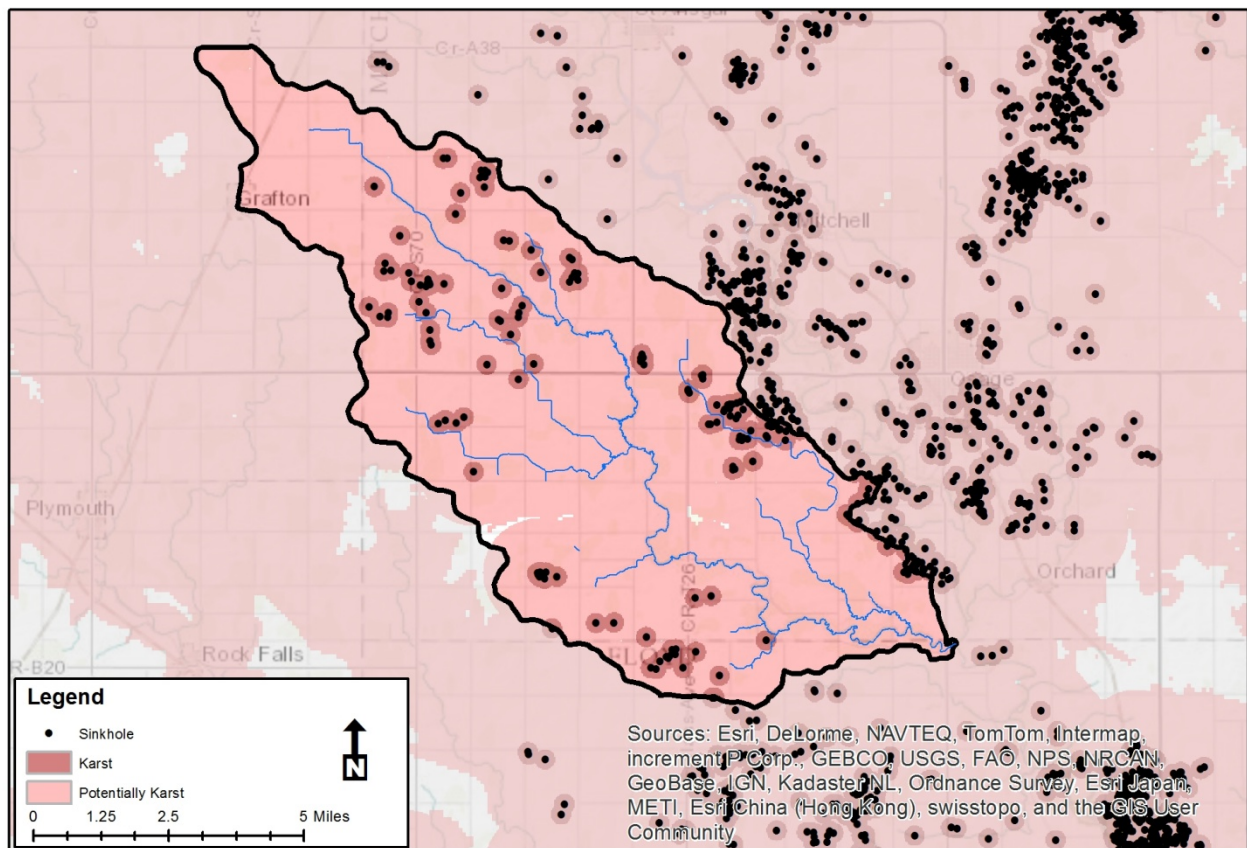 Cr-A38
Grafton
S70
Mitchell
Osage
Plymouth
Orchard
Rock Falls
R-B20
Legend
Sinkhole
Karst
Potentially Karst
N
0 1.25 2.5 5 Miles
Sources: Esri, DeLorme, NAVTEQ, TomTom, Intermap,
increment P Corp., GEBCO, USGS, FAO, NPS, NRCAN,
GeoBase, IGN, Kadaster NL, Ordnance Survey, Esri Japan,
METI, Esri China (Hong Kong), swisstopo, and the GIS User
Community